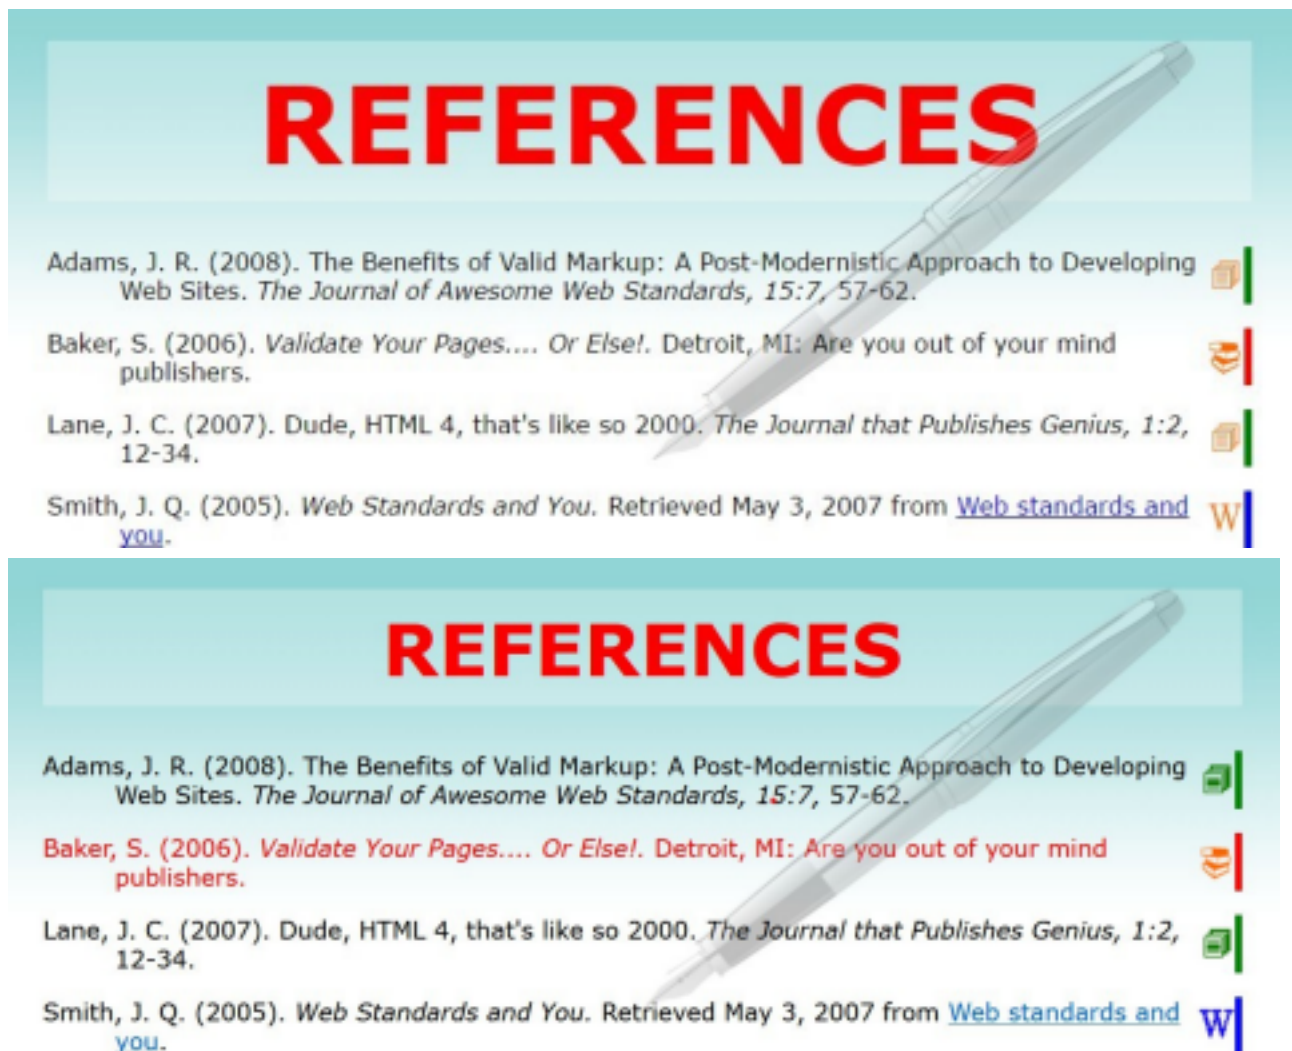 REFERENCES
Adams, J. R. (2008). The Benefits of Valid Markup: A Post-Modernistic Approach to Developing
Web Sites. The Journal of Awesome Web Standards, 15:7, 57-62.
Baker, S. (2006). Validate Your Pages.... Or Else!. Detroit, MI: Are you out of your mind
publishers.
Lane, J. C. (2007). Dude, HTML 4, that's like so 2000. The Journal that Publishes Genius, 1:2,
12-34.
Smith, J. Q. (2005). Web Standards and You. Retrieved May 3, 2007 from Web standards and
you.
W
REFERENCES
Adams, J. R. (2008). The Benefits of Valid Markup: A Post-Modernistic Approach to Developing
Web Sites. The Journal of Awesome Web Standards, 15:7, 57-62.
Baker, S. (2006). Validate Your Pages.... Or Else!. Detroit, MI: Are you out of your mind
publishers.
Lane, J. C. (2007). Dude, HTML 4, that's like so 2000. The Journal that Publishes Genius, 1:2,
12-34.
Smith, J. Q. (2005). Web Standards and You. Retrieved May 3, 2007 from Web standards and
you.
W